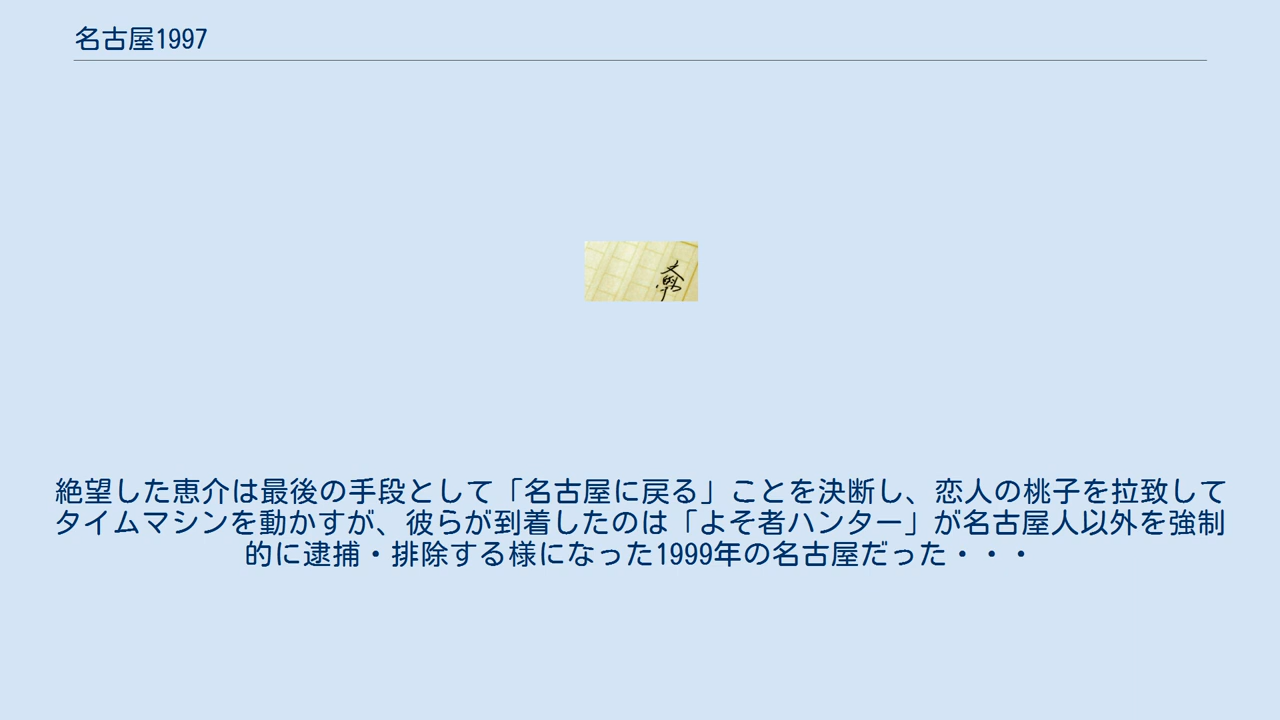 名古屋1997
絶望した恵介は最後の手段として「名古屋に戻る」ことを決断し、恋人の桃子を拉致して
タイムマシンを動かすが、彼らが到着したのは「よそ者ハンター」が名古屋人以外を強制
的に逮捕・排除する様になった1999年の名古屋だった・・・